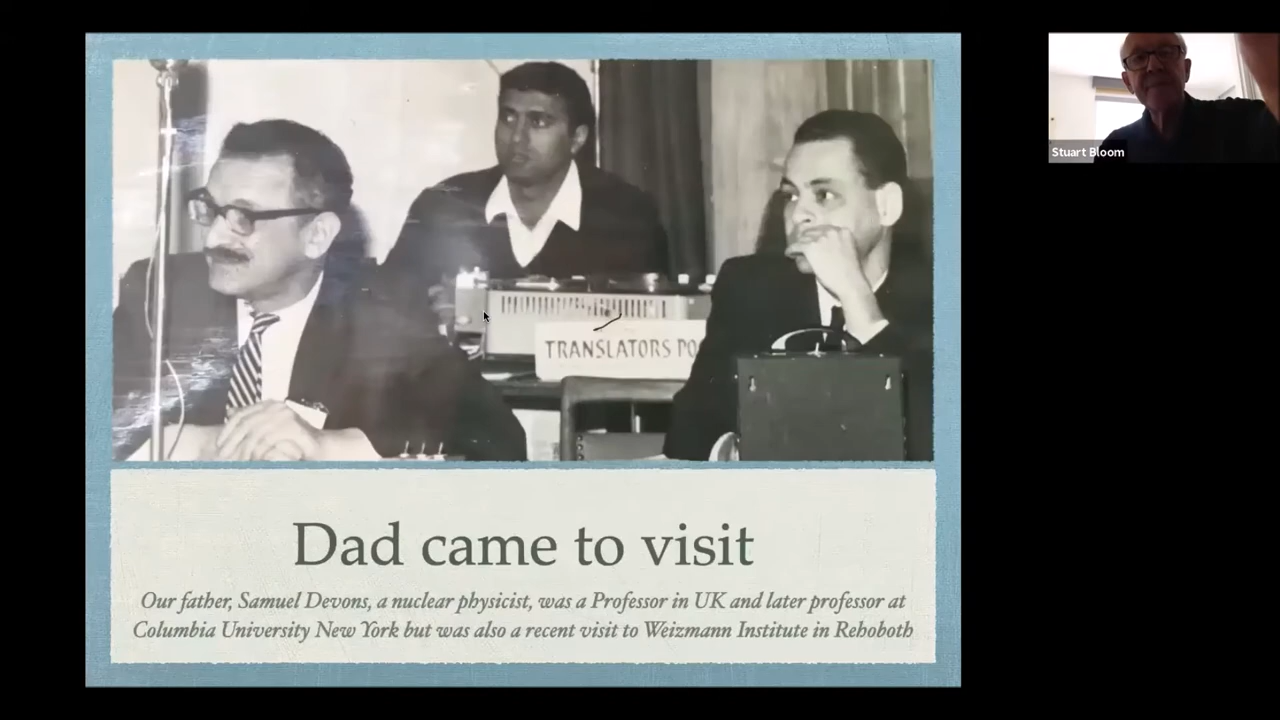 TRANSLATORS PO
Dad came to visit
Our father, Samuel Devons, a nuclear physicist, was a Professor in UK and later professor at
Columbia University New York but was also a recent visit to Weizmann Institute in Rehoboth
Stuart Bloom